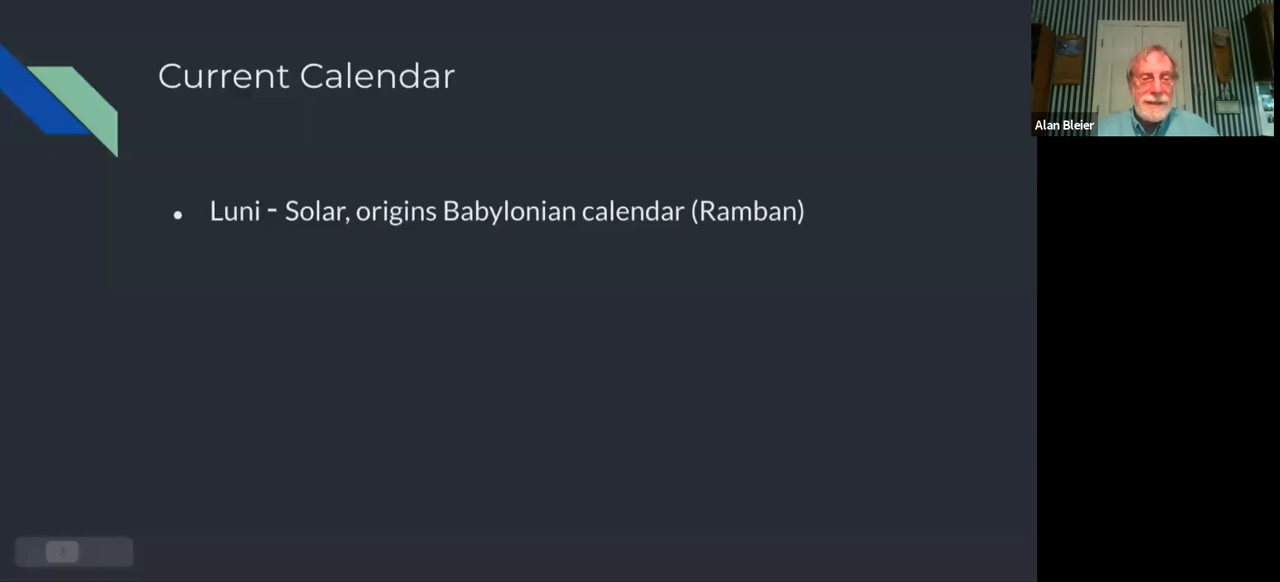 Current Calendar
• Luni - Solar, origins Babylonian calendar (Ramban)
Alan Bleier